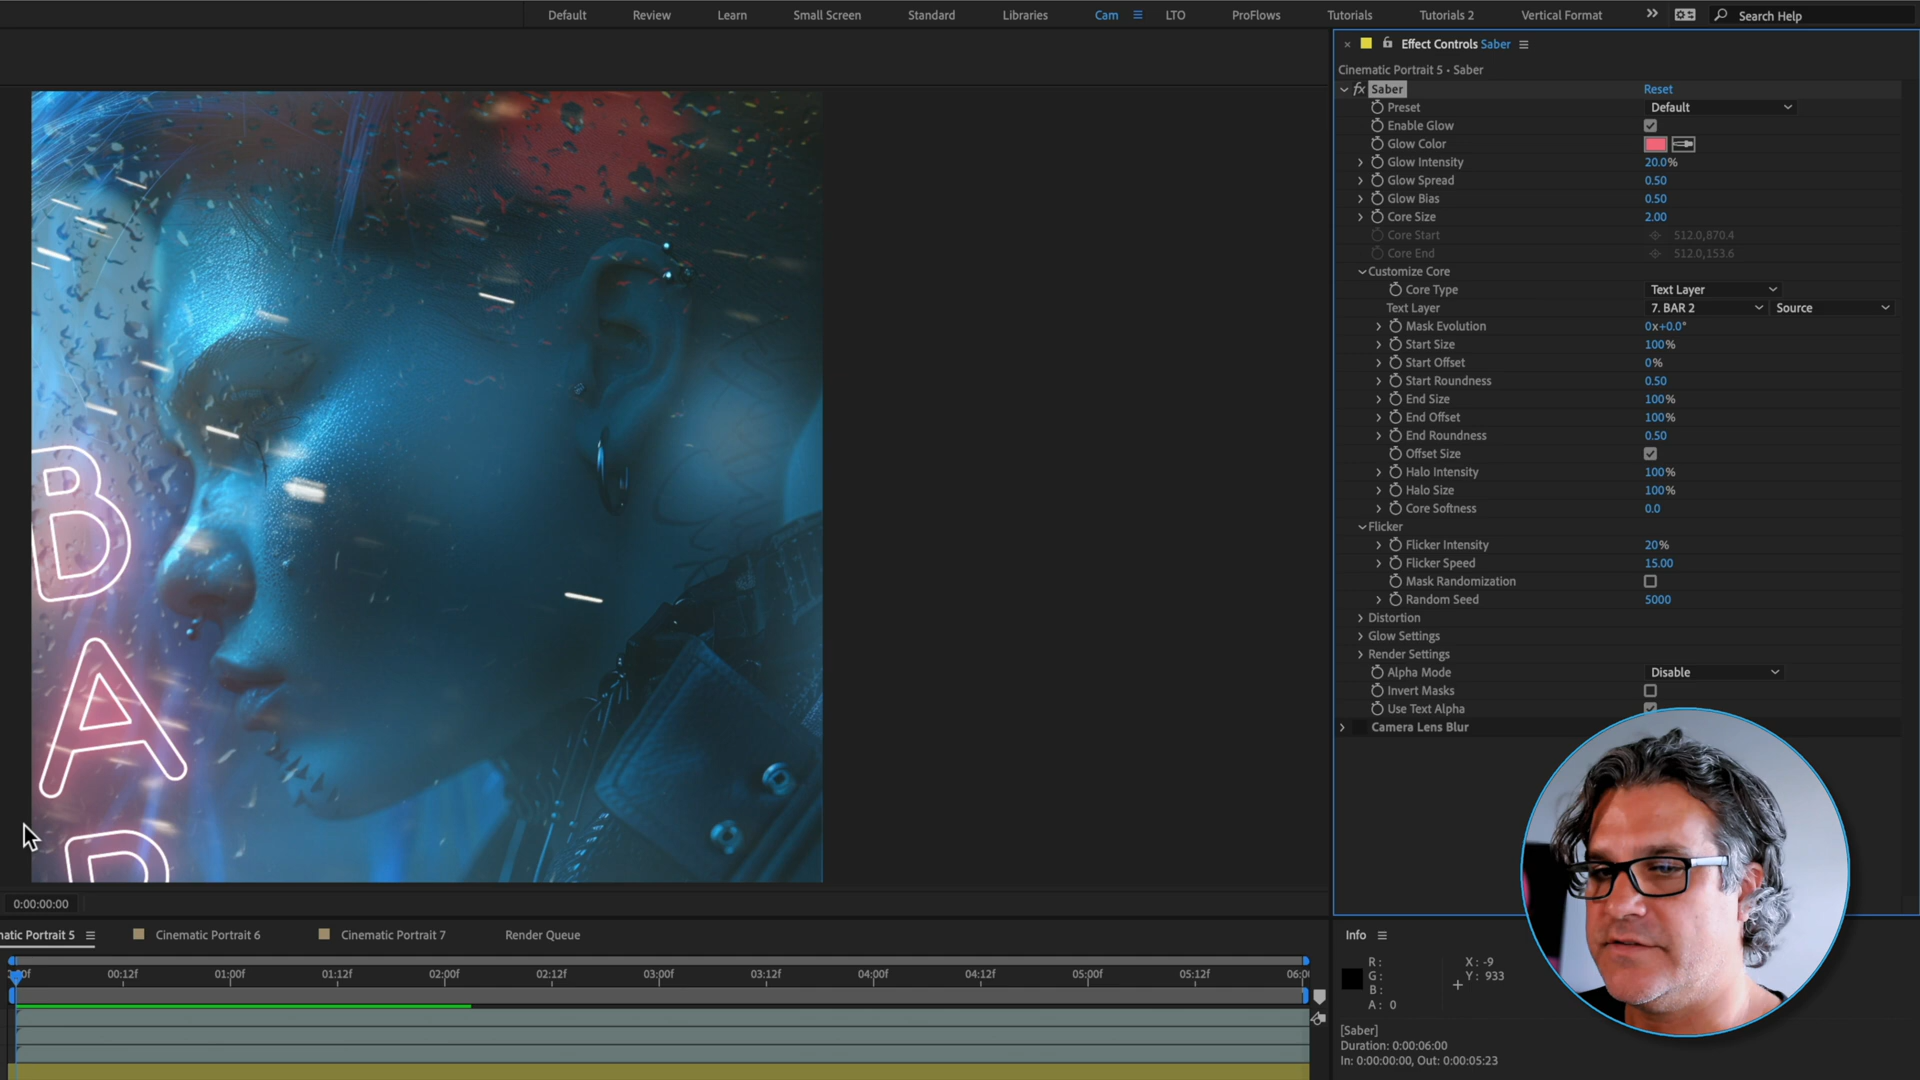 Default Review Learn Small Screen Standard Libraries Cam LTO ProFlows Tutorials Tutorials 2 Vertical Format Search Help
Effect Controls Saber
Cinematic Portrait 5 • Saber
fx Saber Reset
Preset Default
Enable Glow
Glow Color
Glow Intensity 20.0%
Glow Spread 0.50
Glow Bias 0.50
Core Size 2.00
Core Start 512.0,870.4
Core End 512.0,153.6
Customize Core
Core Type Text Layer
Text Layer 7. BAR 2 Source
Mask Evolution 0x+0.0°
Start Size 100%
Start Offset 0%
Start Roundness 0.50
End Size 100%
End Offset 100%
End Roundness 0.50
Offset Size
Halo Intensity 100%
Halo Size 100%
Core Softness 0.0
Flicker
Flicker Intensity 20%
Flicker Speed 15.00
Mask Randomization
Random Seed 5000
Distortion
Glow Settings
Render Settings
Alpha Mode Disable
Invert Masks
Use Text Alpha
Camera Lens Blur
B
A
R
0:00:00:00
matic Portrait 5 Cinematic Portrait 6 Cinematic Portrait 7 Render Queue
00:12f 01:00f 01:12f 02:00f 02:12f 03:00f 03:12f 04:00f 04:12f 05:00f 05:12f 06:0
Info
R :
G :
B :
A : 0
X : -9
Y : 933
[Saber]
Duration: 0:00:06:00
In: 0:00:00:00, Out: 0:00:05:23